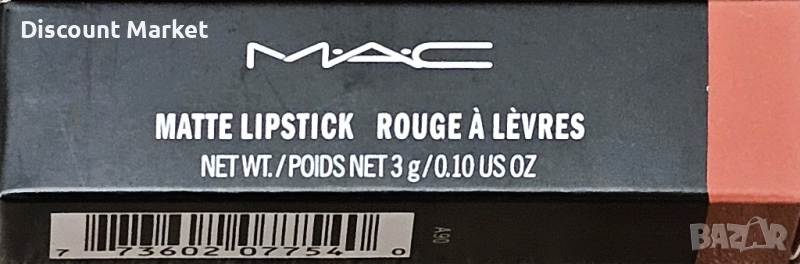 Discount Market
M·A·C
MATTE LIPSTICK ROUGE À LÈVRES
NET WT./POIDS NET 3 g/0.10 US OZ
A90
7 73602 07754 0
BAZAR